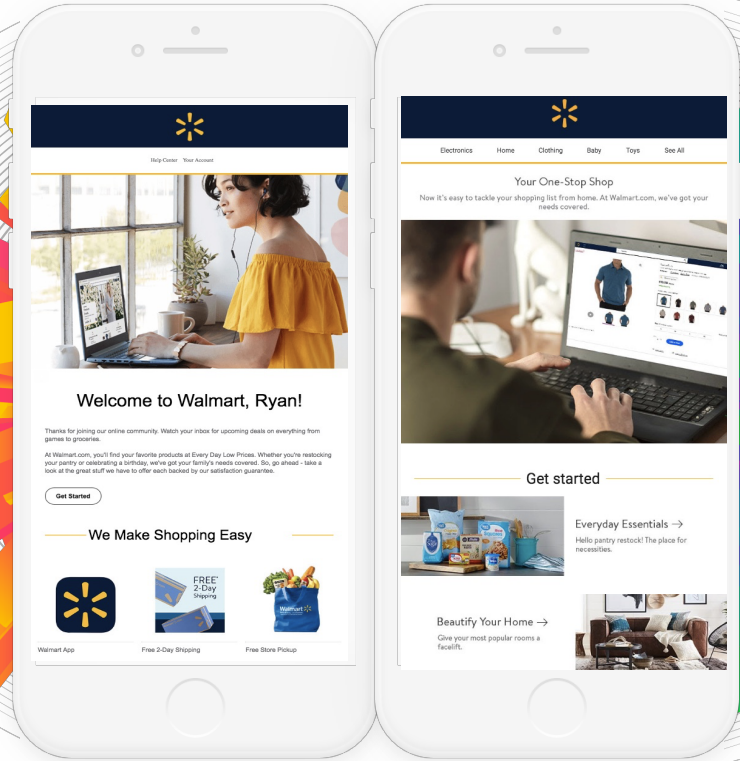 Help Center Your Account
Welcome to Walmart, Ryan!
Thanks for joining our online community. Watch your inbox for upcoming deals on everything from
games to groceries.
At Walmart.com, you'll find your favorite products at Every Day Low Prices. Whether you're restocking
your pantry or celebrating a birthday, we've got your family's needs covered. So, go ahead - take a
look at the great stuff we have to offer each backed by our satisfaction guarantee.
Get Started
We Make Shopping Easy
FREE*
2-Day
Shipping
Walmart
Walmart App
Free 2-Day Shipping
Free Store Pickup
Electronics Home Clothing Baby Toys See All
Your One-Stop Shop
Now it's easy to tackle your shopping list from home. At Walmart.com, we've got your
needs covered.
Get started
Everyday Essentials →
Hello pantry restock! The place for
necessities.
Beautify Your Home →
Give your most popular rooms a
facelift.